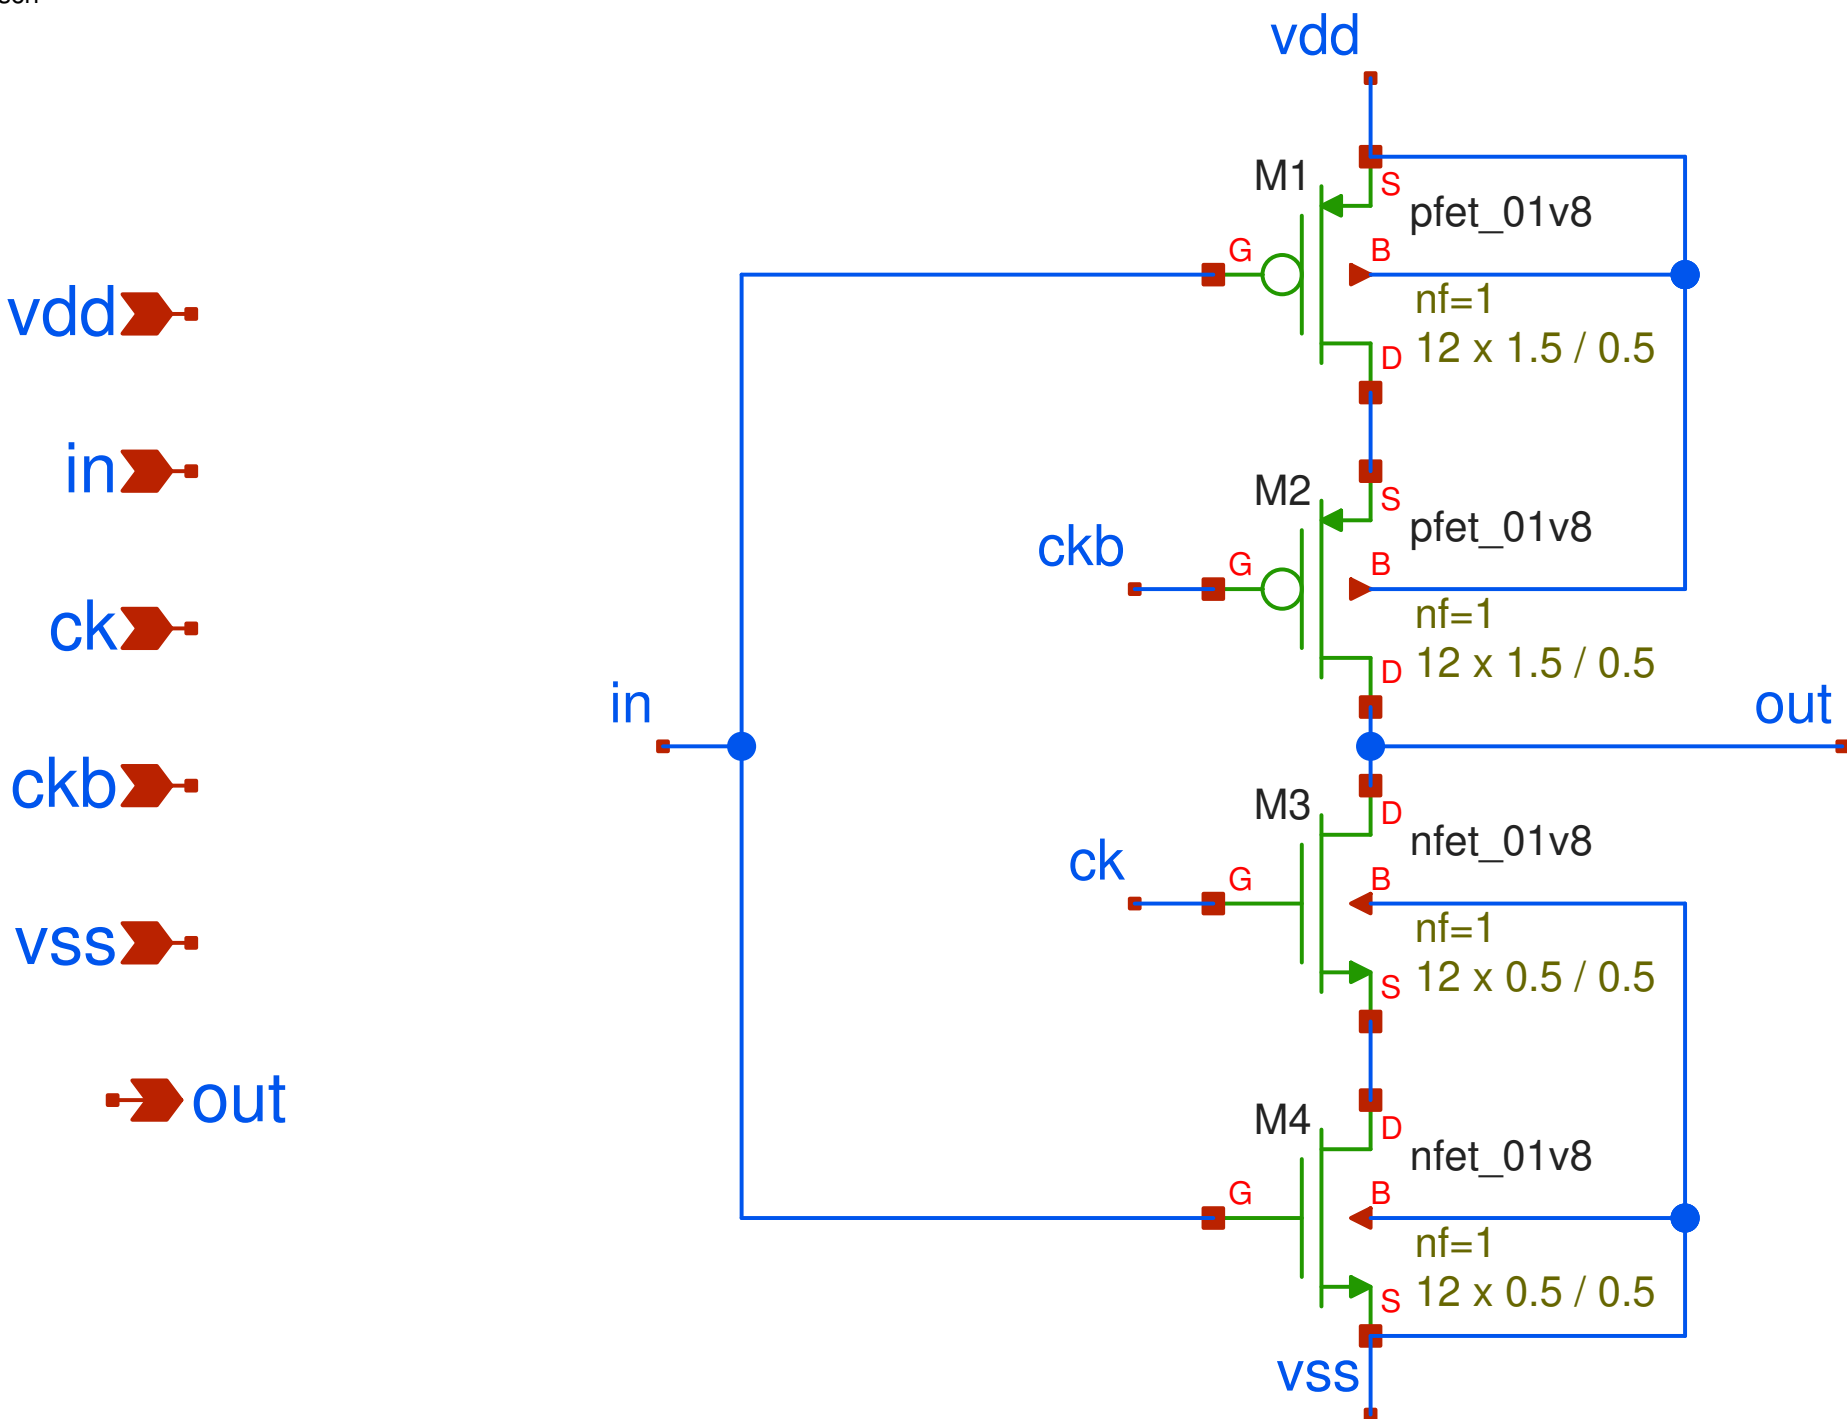 vdd
in
ck
ckb
vss
out
vdd
M1
S
pfet_01v8
G
B
nf=1
12 x 1.5 / 0.5
D
M2
S
pfet_01v8
ckb
G
B
nf=1
12 x 1.5 / 0.5
D
in
out
M3
D
nfet_01v8
ck
G
B
nf=1
12 x 0.5 / 0.5
S
M4
D
nfet_01v8
G
B
nf=1
12 x 0.5 / 0.5
S
vss